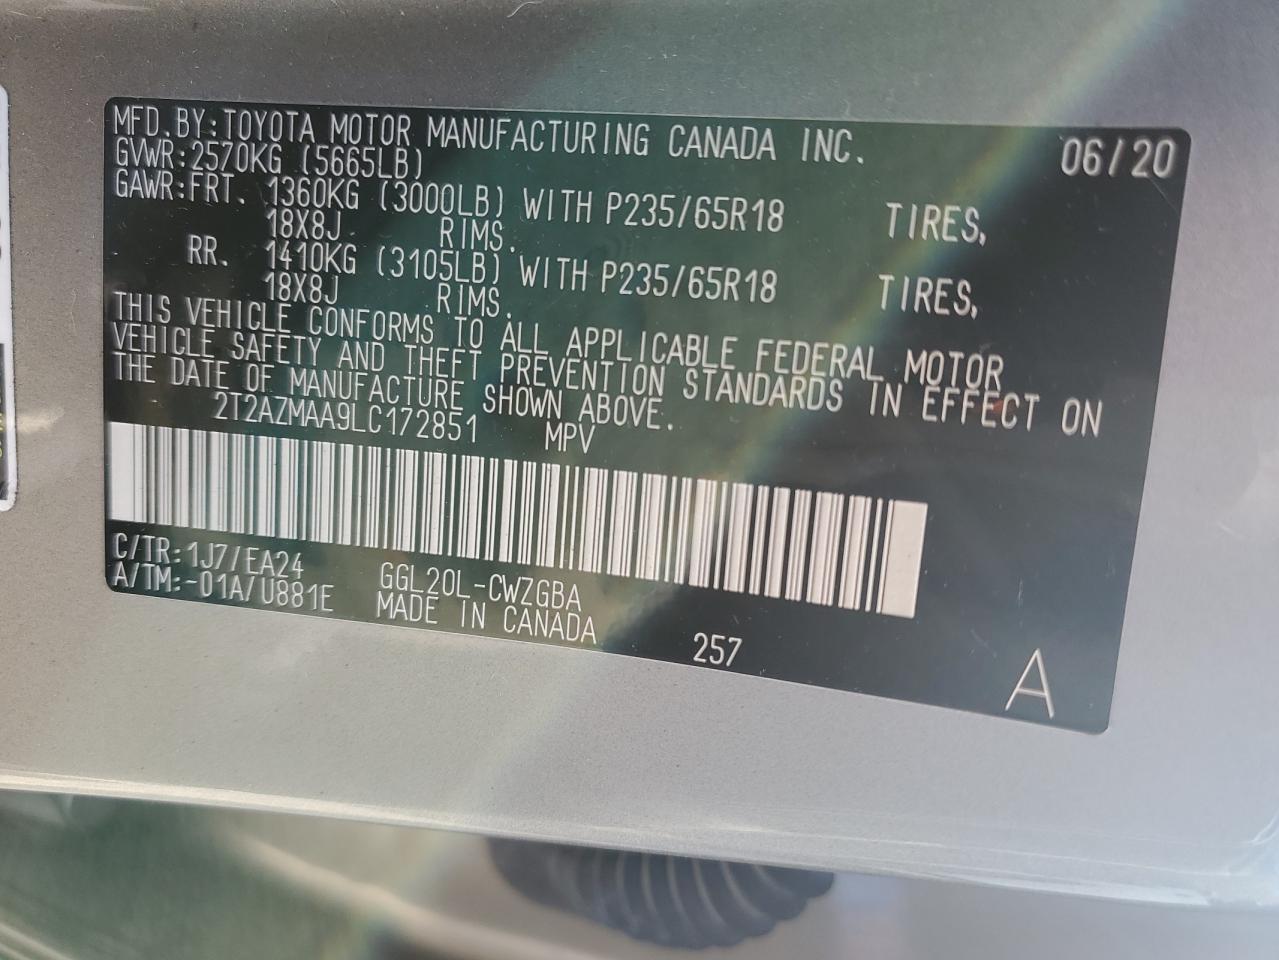 MFD.BY:TOYOTA MOTOR MANUFACTURING CANADA INC. 06/20
GVWR:2570KG (5665LB)
GAWR:FRT. 1360KG (3000LB) WITH P235/65R18 TIRES,
18X8J RIMS.
RR. 1410KG (3105LB) WITH P235/65R18 TIRES,
18X8J RIMS.
THIS VEHICLE CONFORMS TO ALL APPLICABLE FEDERAL MOTOR
VEHICLE SAFETY AND THEFT PREVENTION STANDARDS IN EFFECT ON
THE DATE OF MANUFACTURE SHOWN ABOVE.
2T2AZMAA9LC172851 MPV
C/TR:1J7/EA24 GGL20L-CWZGBA
A/TM:-01A/U881E MADE IN CANADA
257
A